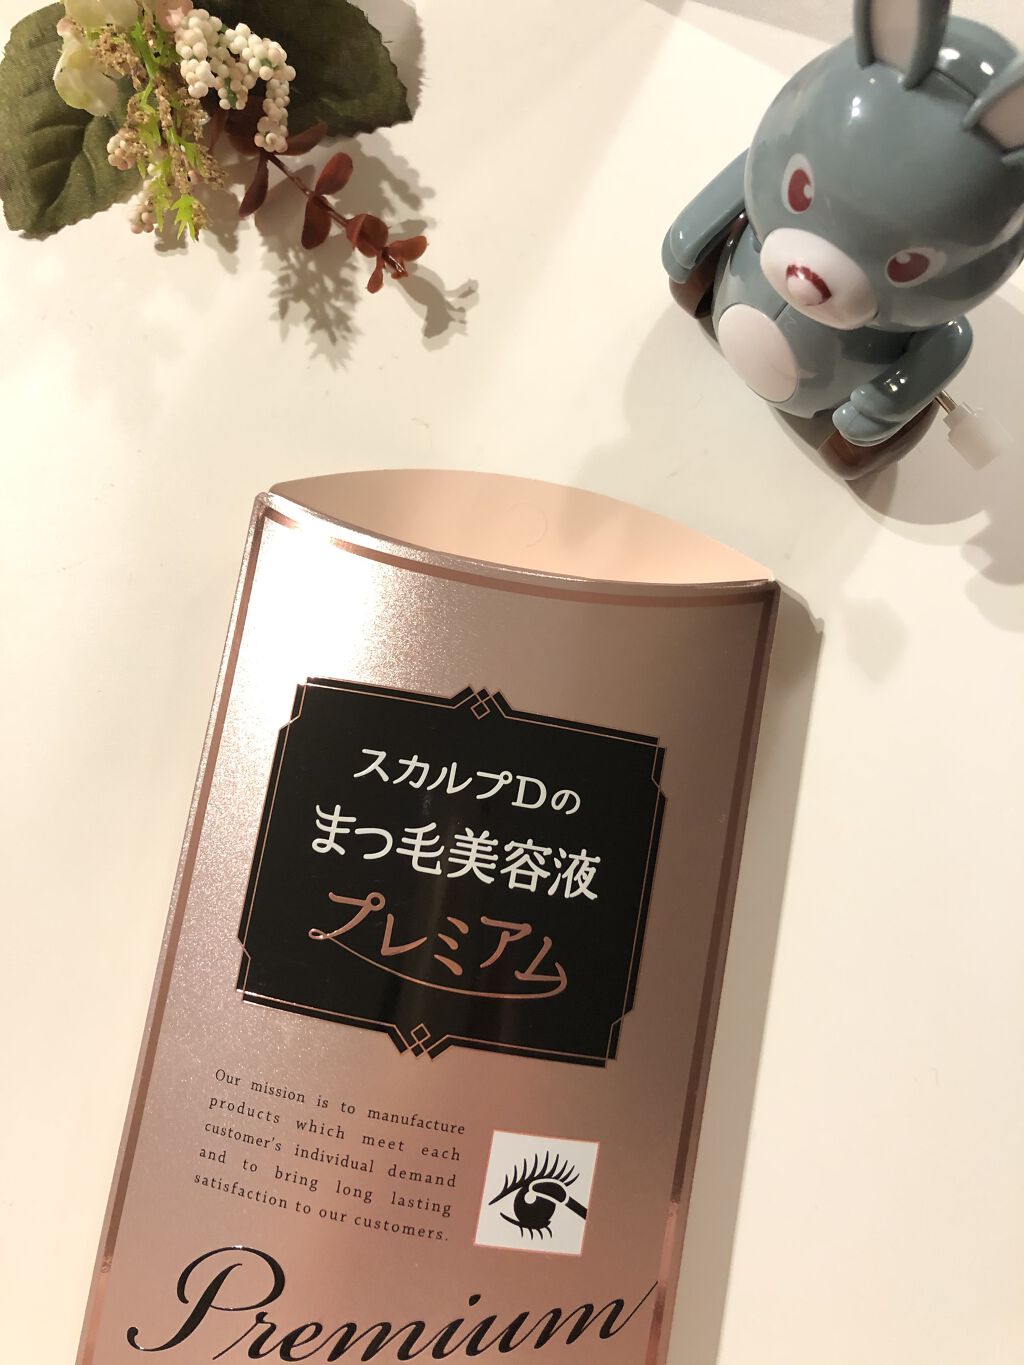 スカルプDの
まつ毛美容液
プレミアム
Our mission is to manufacture
products which meet each
customer's individual demand
and to bring long lasting
satisfaction to our customers.
Premium